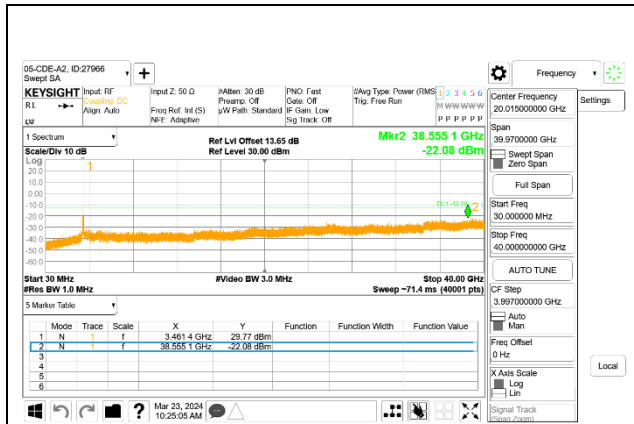 05-CDE-A2, ID:27966
Swept SA
KEYSIGHT
R L
Input: RF
Coupling: DC
Align: Auto
Input Z: 50 Ω
Freq Ref: Int (S)
NFE: Adaptive
#Atten: 30 dB
Preamp: Off
µW Path: Standard
PNO: Fast
Gate: Off
IF Gain: Low
Sig Track: Off
#Avg Type: Power (RMS
Trig: Free Run
1 2 3 4 5 6
M W W W W W
P P P P P P
1 Spectrum
Scale/Div 10 dB
Ref Lvl Offset 13.65 dB
Ref Level 30.00 dBm
Mkr2 38.555 1 GHz
-22.08 dBm
Log
20.0
10.0
0.00
-10.0
-20.0
-30.0
-40.0
-50.0
-60.0
1
2
Start 30 MHz
#Res BW 1.0 MHz
#Video BW 3.0 MHz
Stop 40.00 GHz
Sweep ~71.4 ms (40001 pts)
5 Marker Table
Mode Trace Scale X Y Function Function Width Function Value
1 N 1 f 3.461 4 GHz 29.77 dBm
2 N 1 f 38.555 1 GHz -22.08 dBm
3
4
5
6
Mar 23, 2024
10:25:05 AM
Frequency
Settings
Center Frequency
20.015000000 GHz
Span
39.9700000 GHz
Swept Span
Zero Span
Full Span
Start Freq
30.000000 MHz
Stop Freq
40.000000000 GHz
AUTO TUNE
CF Step
3.997000000 GHz
Auto
Man
Freq Offset
0 Hz
X Axis Scale
Log
Lin
Signal Track
(Span Zoom)
Local